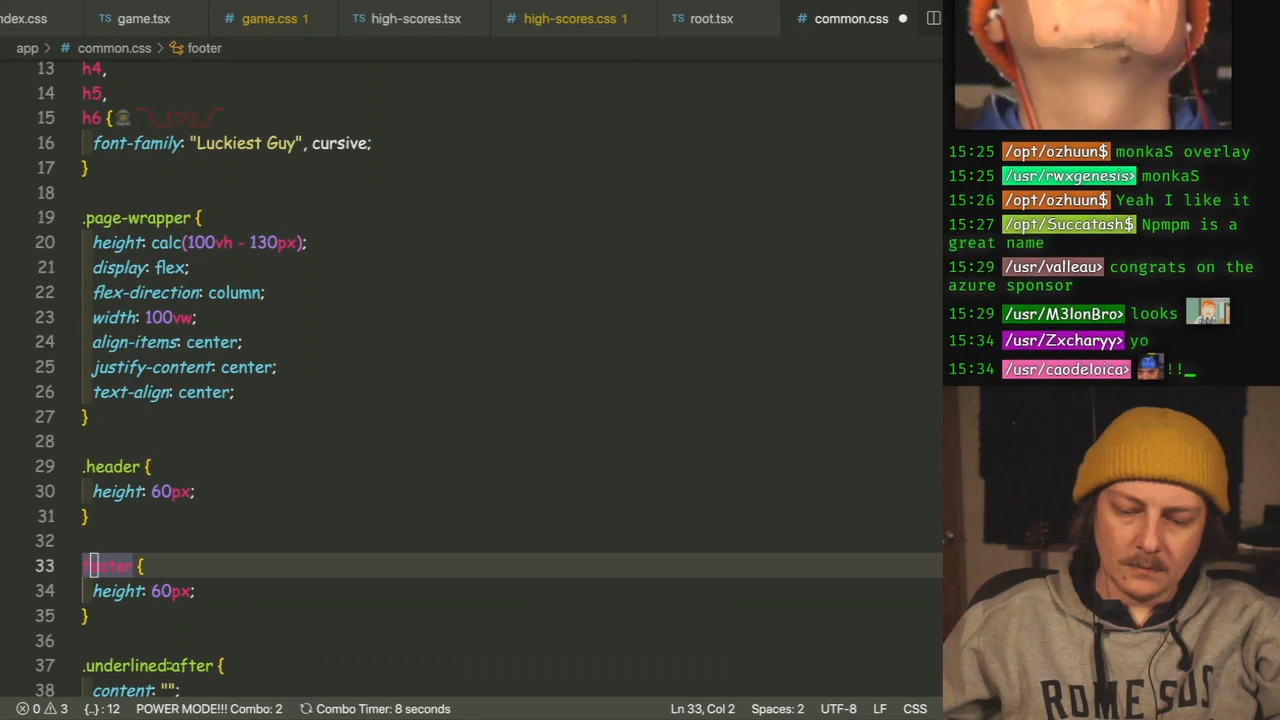 ndex.css
TS game.tsx
# game.css 1
TS high-scores.tsx
# high-scores.css 1
TS root.tsx
# common.css
app > # common.css > footer
13 h4,
14 h5,
15 h6 { ¯\_(ツ)_/¯
16 font-family: "Luckiest Guy", cursive;
17 }
18
19 .page-wrapper {
20 height: calc(100vh - 130px);
21 display: flex;
22 flex-direction: column;
23 width: 100vw;
24 align-items: center;
25 justify-content: center;
26 text-align: center;
27 }
28
29 .header {
30 height: 60px;
31 }
32
33 footer {
34 height: 60px;
35 }
36
37 .underlined::after {
38 content: "";
0 3 {..} : 12 POWER MODE!!! Combo: 2 Combo Timer: 8 seconds Ln 33, Col 2 Spaces: 2 UTF-8 LF CSS
15:25 /opt/ozhuun$ monkaS overlay
15:25 /usr/rwxgenesis> monkaS
15:26 /opt/ozhuun$ Yeah I like it
15:27 /opt/Succatash$ Npmpm is a
great name
15:29 /usr/valleau> congrats on the
azure sponsor
15:29 /usr/M3lonBro> looks
15:34 /usr/Zxcharyy> yo
15:34 /usr/caodeloica> !!_
ROMESUS